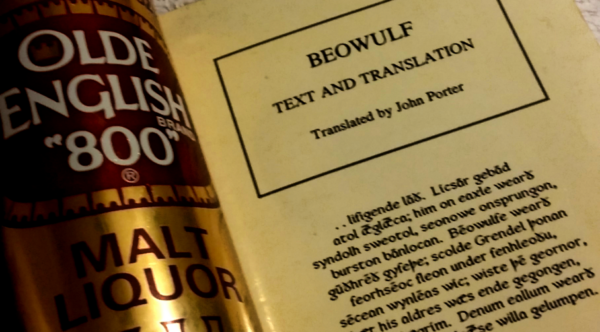 OLDE
ENGLISH
BRAND
"800"
®
MALT
LIQUOR
BEOWULF
TEXT AND TRANSLATION
Translated by John Porter
. . lifigende lāð. Līcsār gebād
atol ǣglǣca; him on eaxle wearð
syndolh sweotol, seonowe onsprungon,
burston bānlocan. Bēowulfe wearð
gūðhrēð gyfeþe; scolde Grendel þonan
feorhsēoc flēon under fenhleoðu,
sēcean wynlēas wīc; wiste þē geornor,
his aldres wæs ende gegongen,
Denum eallum wearð
willa gelumpen.